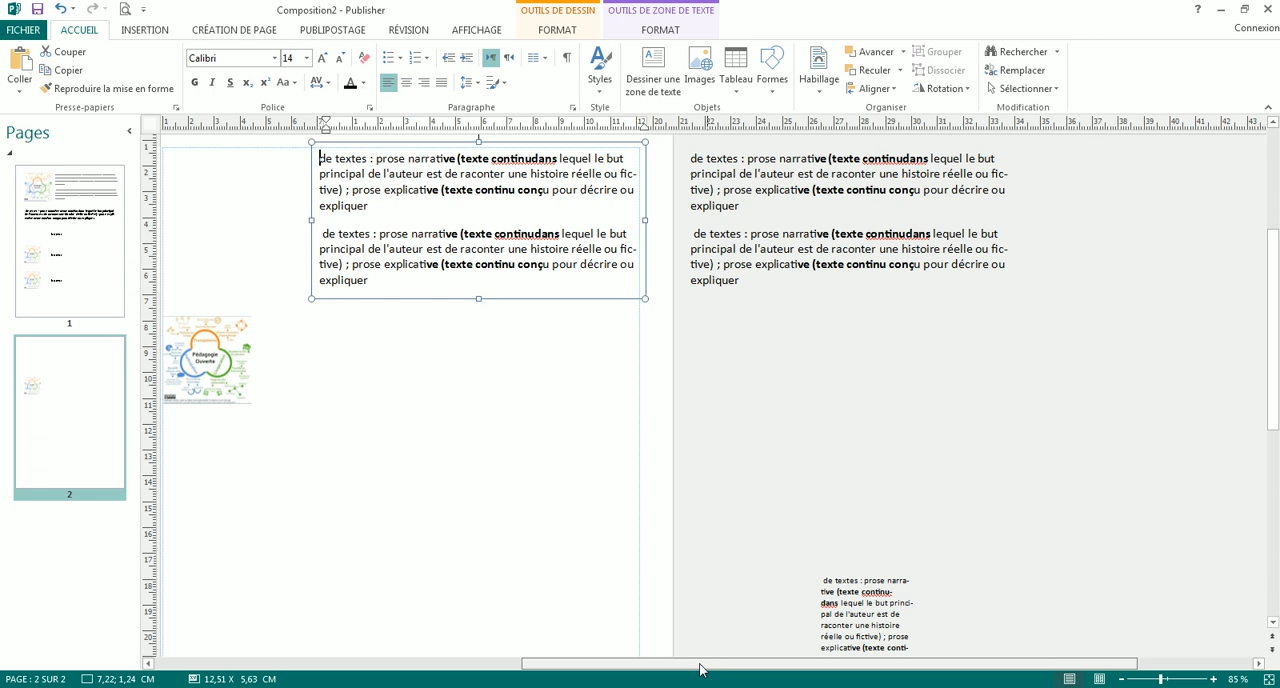 Composition2 - Publisher
OUTILS DE DESSIN
OUTILS DE ZONE DE TEXTE
?
FICHIER
ACCUEIL
INSERTION
CRÉATION DE PAGE
PUBLIPOSTAGE
RÉVISION
AFFICHAGE
FORMAT
FORMAT
Connexion
Coller
Couper
Copier
Reproduire la mise en forme
Presse-papiers
Calibri
14
G I S x₂ x² Aa
AV
A
Police
Paragraphe
Styles
Style
Dessiner une
zone de texte
Images
Tableau
Formes
Objets
Habillage
Avancer
Reculer
Aligner
Grouper
Dissocier
Rotation
Organiser
Rechercher
Remplacer
Sélectionner
Modification
Pages
1
2
de textes : prose narrative (texte continudans lequel le but
principal de l'auteur est de raconter une histoire réelle ou fic-
tive) ; prose explicative (texte continu conçu pour décrire ou
expliquer
de textes : prose narrative (texte continudans lequel le but
principal de l'auteur est de raconter une histoire réelle ou fic-
tive) ; prose explicative (texte continu conçu pour décrire ou
expliquer
de textes : prose narrative (texte continudans lequel le but
principal de l'auteur est de raconter une histoire réelle ou fic-
tive) ; prose explicative (texte continu conçu pour décrire ou
expliquer
de textes : prose narrative (texte continudans lequel le but
principal de l'auteur est de raconter une histoire réelle ou fic-
tive) ; prose explicative (texte continu conçu pour décrire ou
expliquer
Pédagogie
Ouverte
de textes : prose narra-
tive (texte continu-
dans lequel le but princi-
pal de l'auteur est de
raconter une histoire
réelle ou fictive) ; prose
explicative (texte conti-
PAGE : 2 SUR 2
7,22; 1,24 CM
12,51 X 5,63 CM
85 %